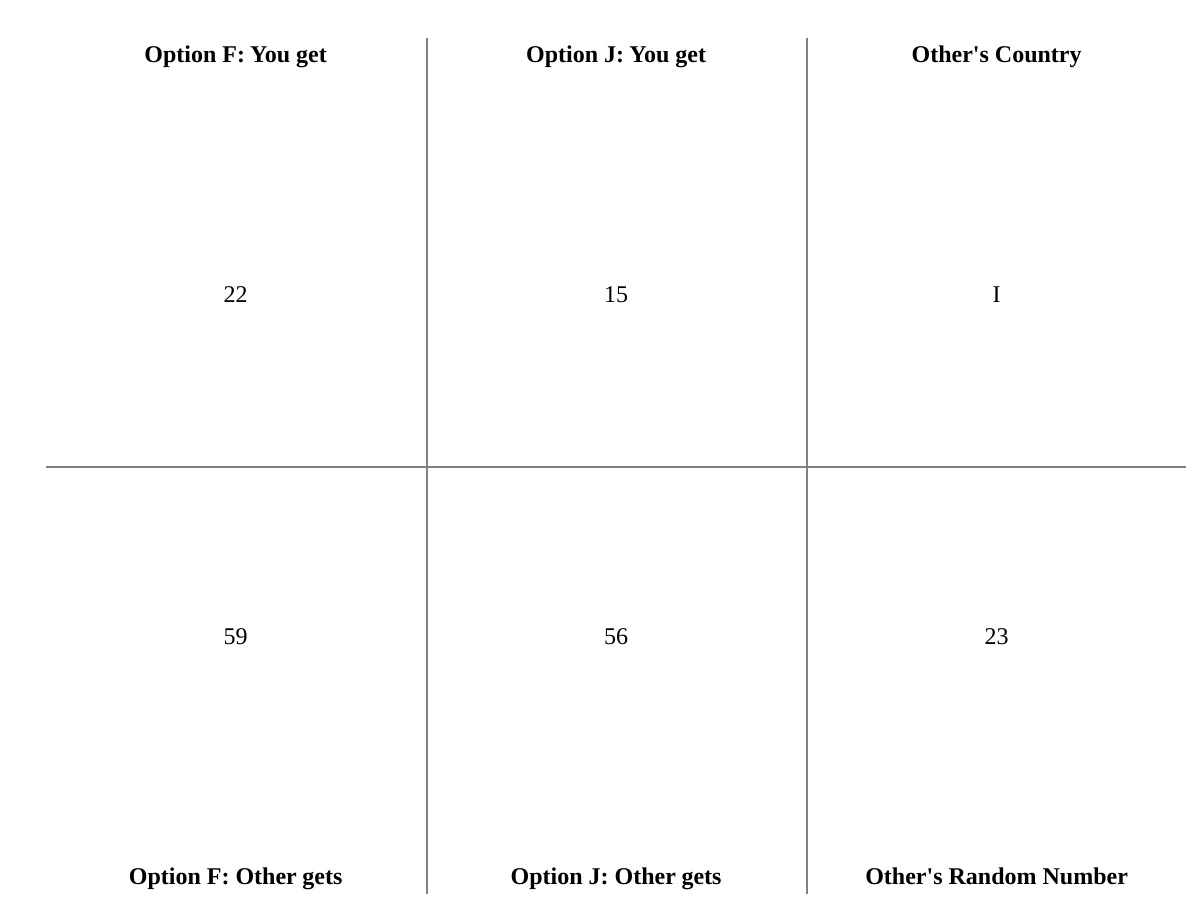 Option F: You get
Option J: You get
Other's Country
22
15
I
59
56
23
Option F: Other gets
Option J: Other gets
Other's Random Number